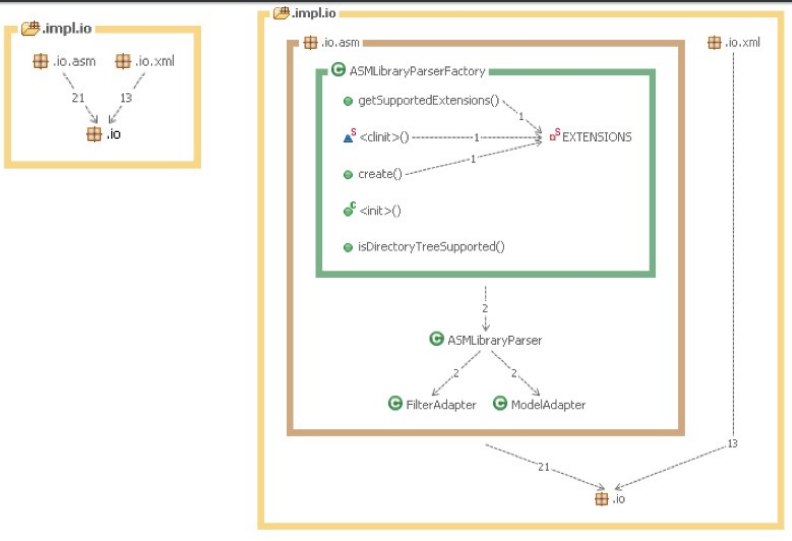 .impl.io
.io.asm
.io.xml
21
13
.io
.impl.io
.io.asm
.io.xml
ASMLibraryParserFactory
getSupportedExtensions()
1
<clinit>()
1
EXTENSIONS
1
create()
<init>()
isDirectoryTreeSupported()
2
ASMLibraryParser
2
2
FilterAdapter
ModelAdapter
13
21
.io